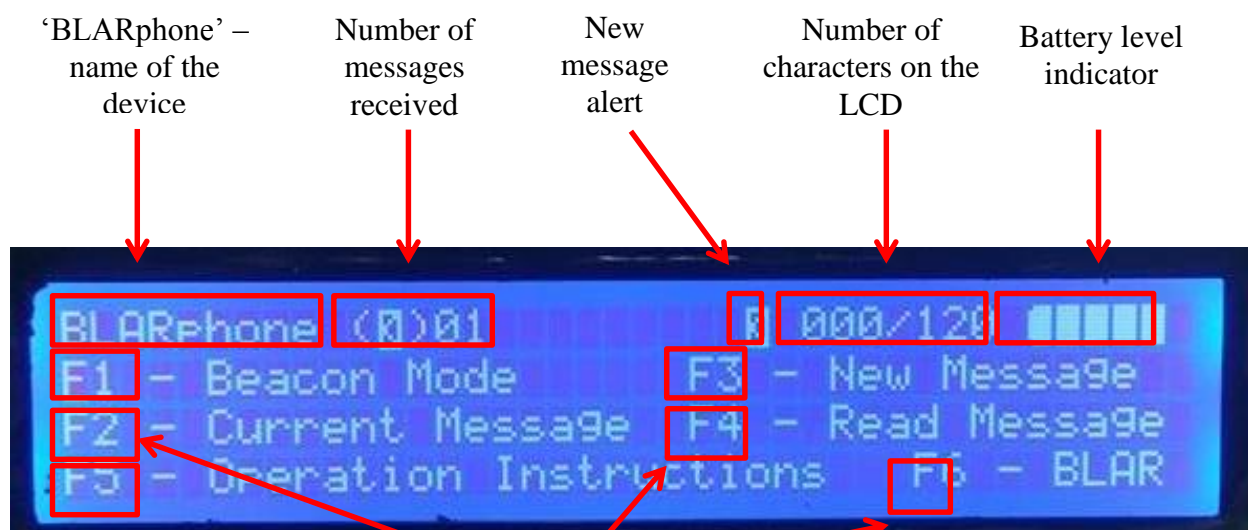 ‘BLARphone’ –
name of the
device
Number of
messages
received
New
message
alert
Number of
characters on the
LCD
Battery level
indicator
BLARphone (0)01 0 000/120
F1 - Beacon Mode F3 - New Message
F2 - Current Message F4 - Read Message
F5 - Operation Instructions F6 - BLAR